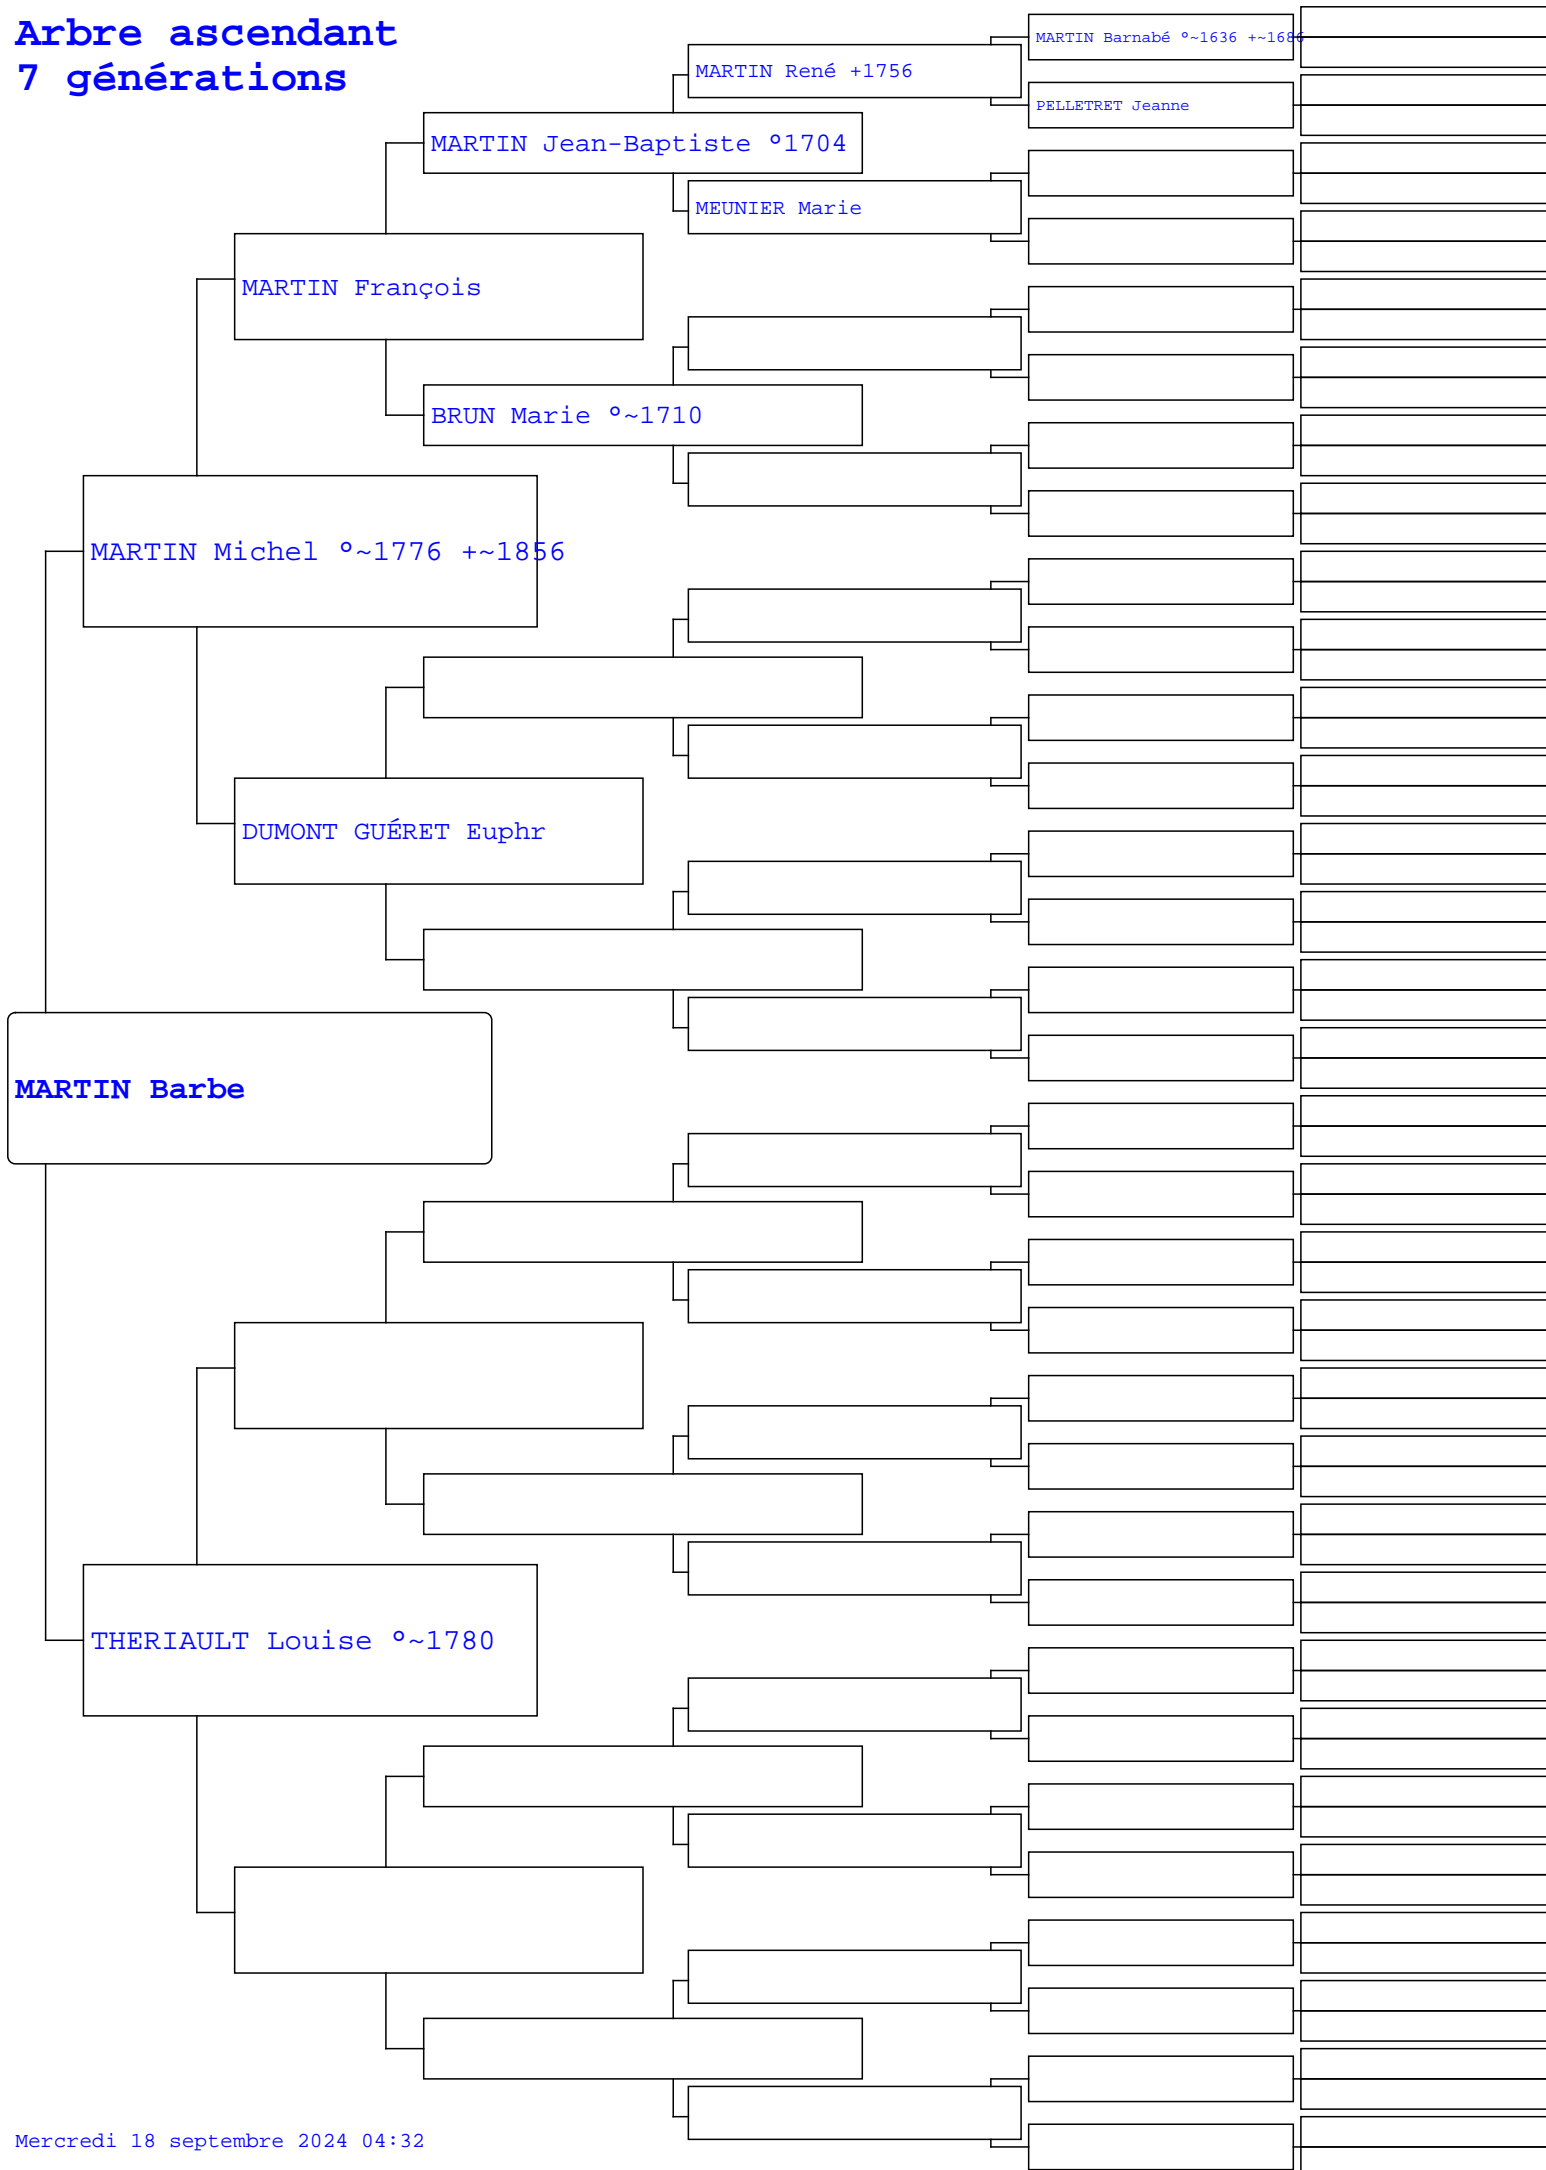 Arbre ascendant
7 générations
MARTIN Barnabé °~1636 +~1686
MARTIN René +1756
PELLETRET Jeanne
MARTIN Jean-Baptiste °1704
MEUNIER Marie
MARTIN François
BRUN Marie °~1710
MARTIN Michel °~1776 +~1856
DUMONT GUÉRET Euphr
MARTIN Barbe
THERIAULT Louise °~1780
Mercredi 18 septembre 2024 04:32